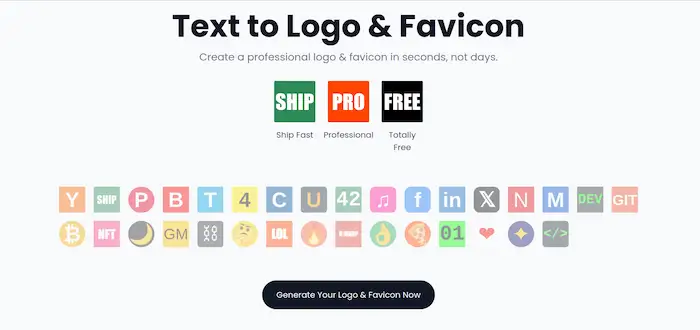 Text to Logo & Favicon
Create a professional logo & favicon in seconds, not days.
SHIP PRO FREE
Ship Fast Professional Totally
Free
Y SHIP P B T 4 C U 42 f in X N M DEV GIT
NFT GM LOL 01 </>
Generate Your Logo & Favicon Now